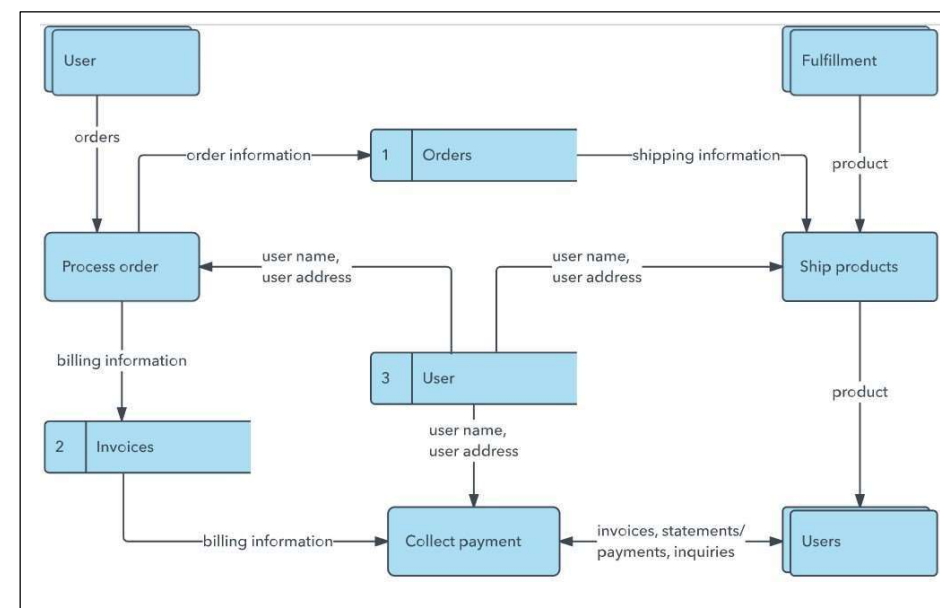 User
Fulfillment
orders
order information
1 Orders
shipping information
product
Process order
user name,
user address
user name,
user address
Ship products
billing information
3 User
product
2 Invoices
user name,
user address
billing information
Collect payment
invoices, statements/
payments, inquiries
Users